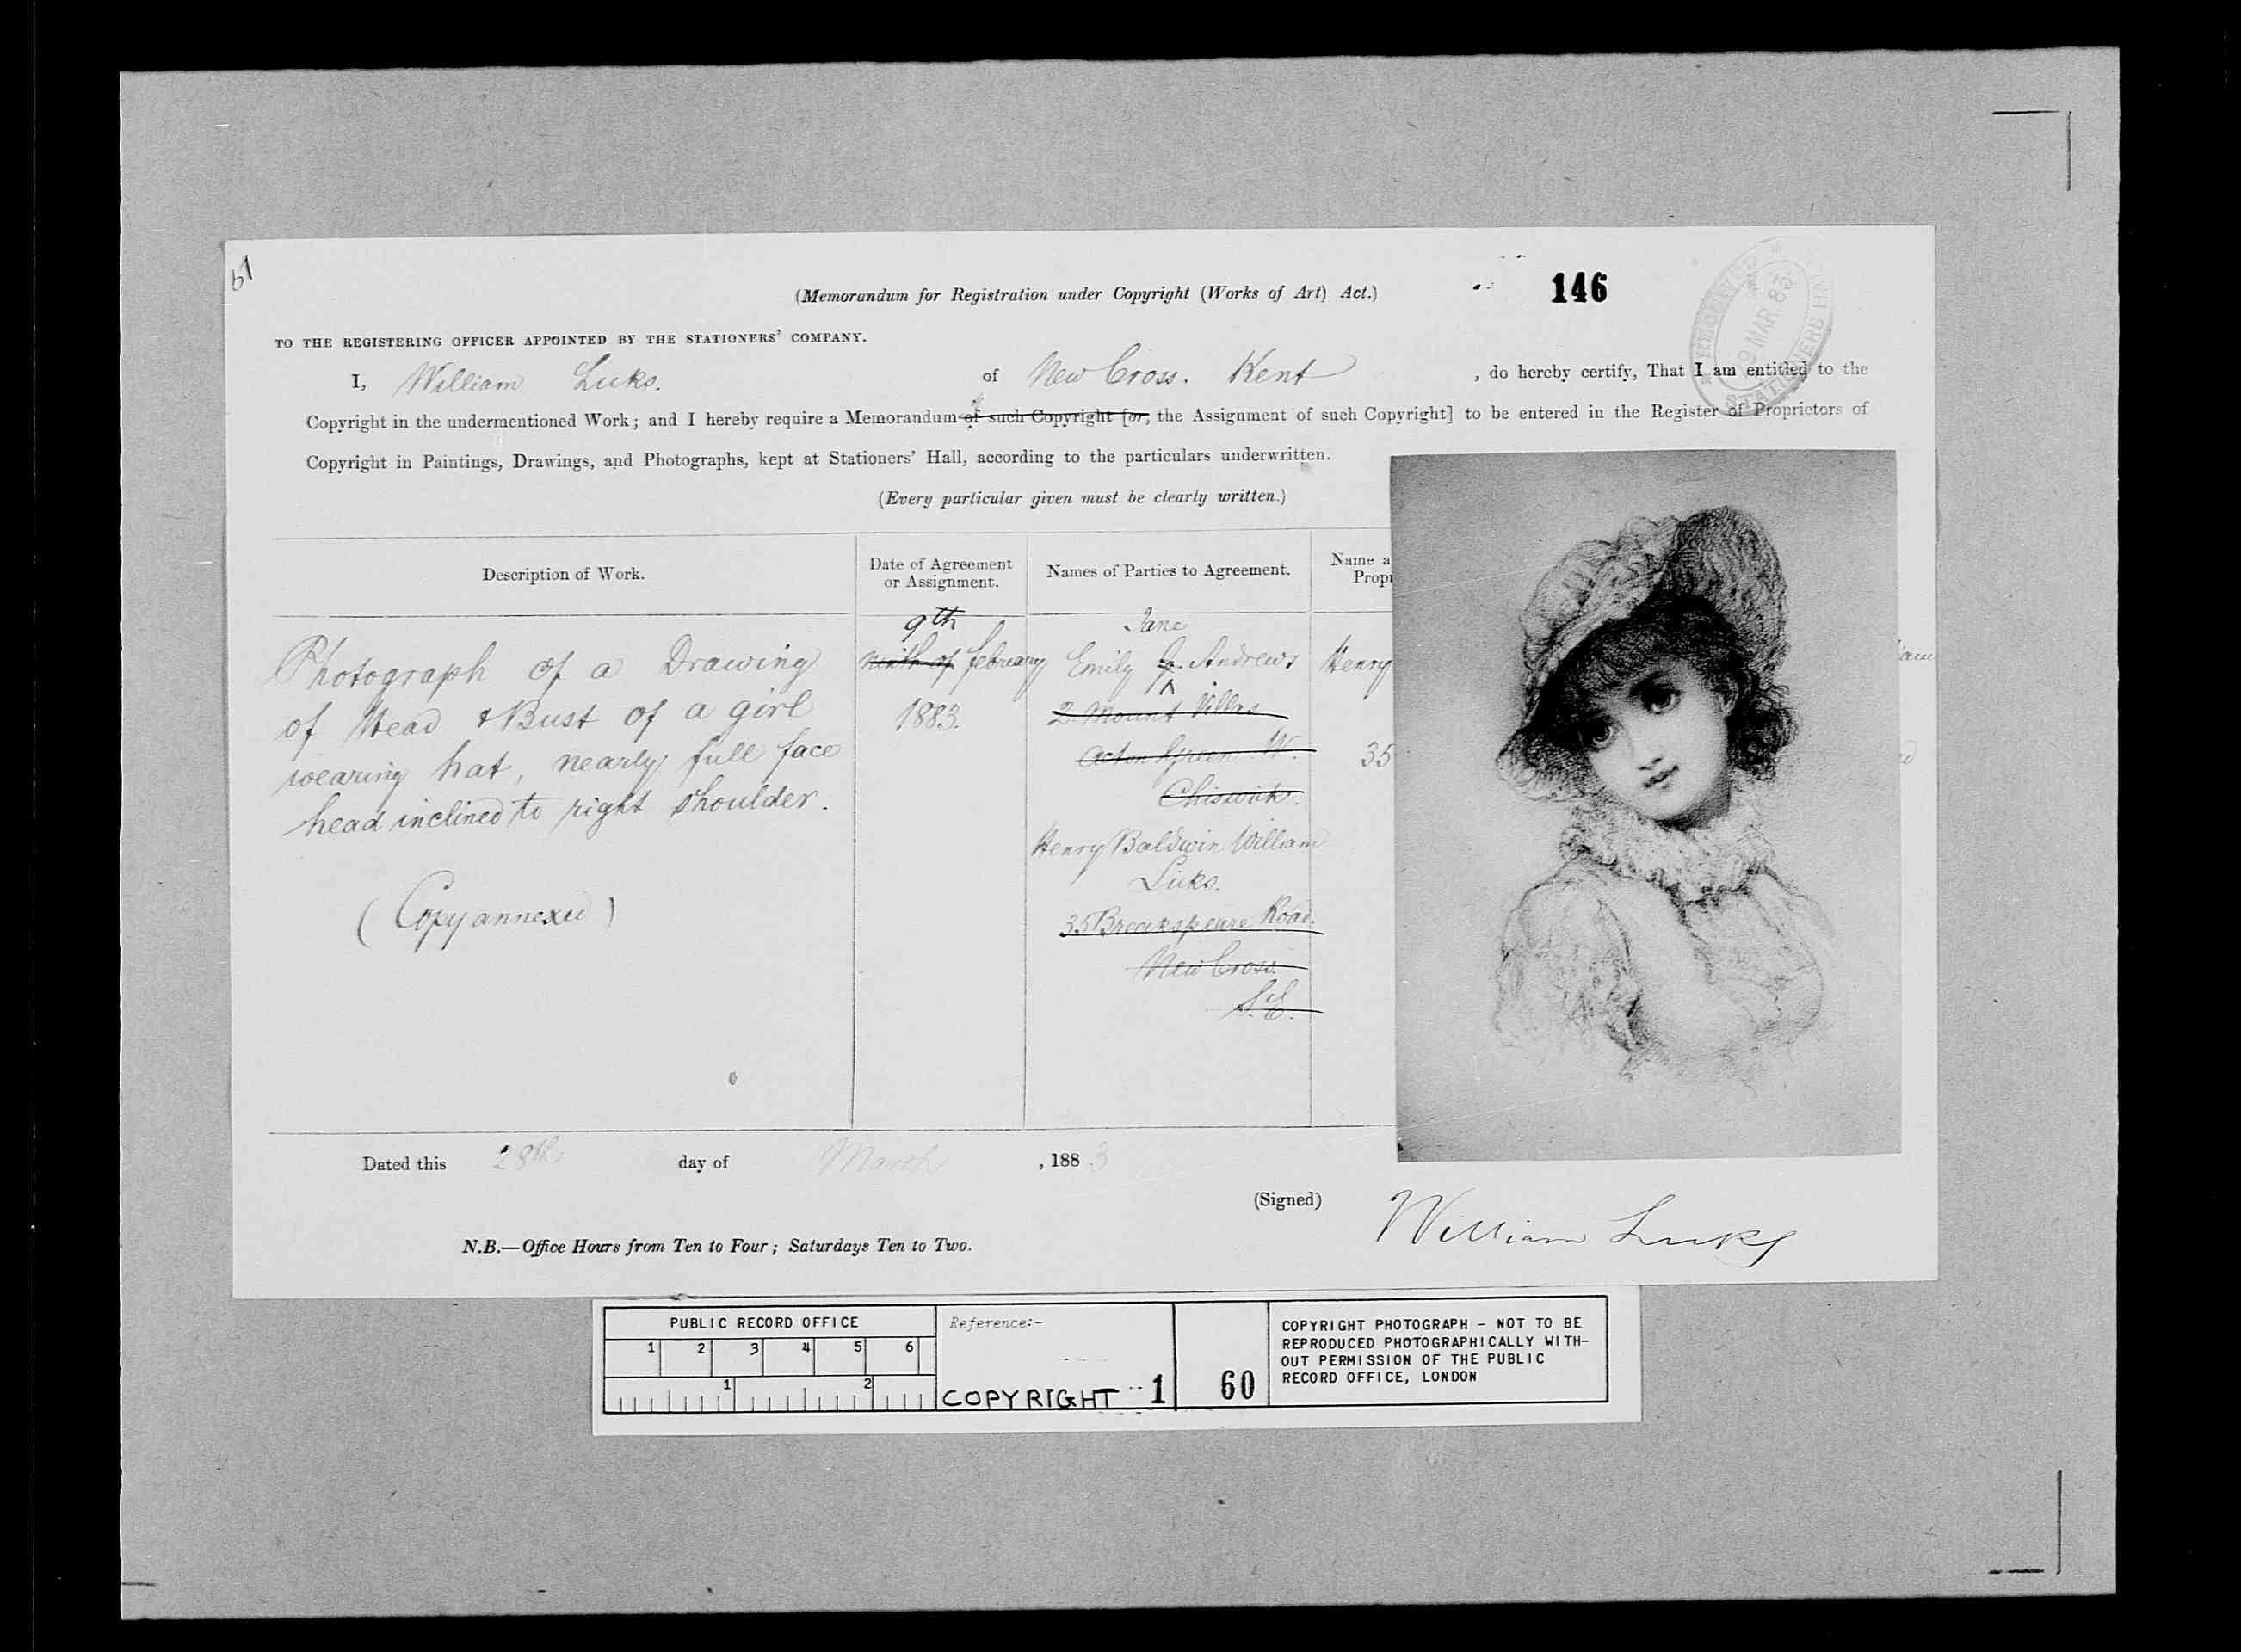 (Memorandum for Registration under Copyright (Works of Art) Act.)
146
TO THE REGISTERING OFFICER APPOINTED BY THE STATIONERS' COMPANY.
I, William Luks. of New Cross. Kent , do hereby certify, That I am entitled to the
Copyright in the undermentioned Work; and I hereby require a Memorandum of such Copyright [or, the Assignment of such Copyright] to be entered in the Register of Proprietors of
Copyright in Paintings, Drawings, and Photographs, kept at Stationers' Hall, according to the particulars underwritten.
(Every particular given must be clearly written.)
Description of Work.
Photograph of a Drawing
of Head & Bust of a girl
wearing hat, nearly full face
head inclined to right shoulder.
(Copy annexed)
Date of Agreement
or Assignment.
9th
ninth of February
1883.
Names of Parties to Agreement.
Jane
Emily J. Andrews
2 Mount Villas
Acton Green. W.
Chiswick.
Henry Baldwin William
Luks.
35 Breakspeare Road.
New Cross.
S.E.
Name a
Propr
Henry
35
MAR. 83
STATIONERS HALL
Dated this 28th day of March , 188 3
(Signed) William Luks
N.B.—Office Hours from Ten to Four; Saturdays Ten to Two.
PUBLIC RECORD OFFICE
1 2 3 4 5 6
1 2
Reference:-
COPYRIGHT 1
60
COPYRIGHT PHOTOGRAPH - NOT TO BE
REPRODUCED PHOTOGRAPHICALLY WITH-
OUT PERMISSION OF THE PUBLIC
RECORD OFFICE, LONDON